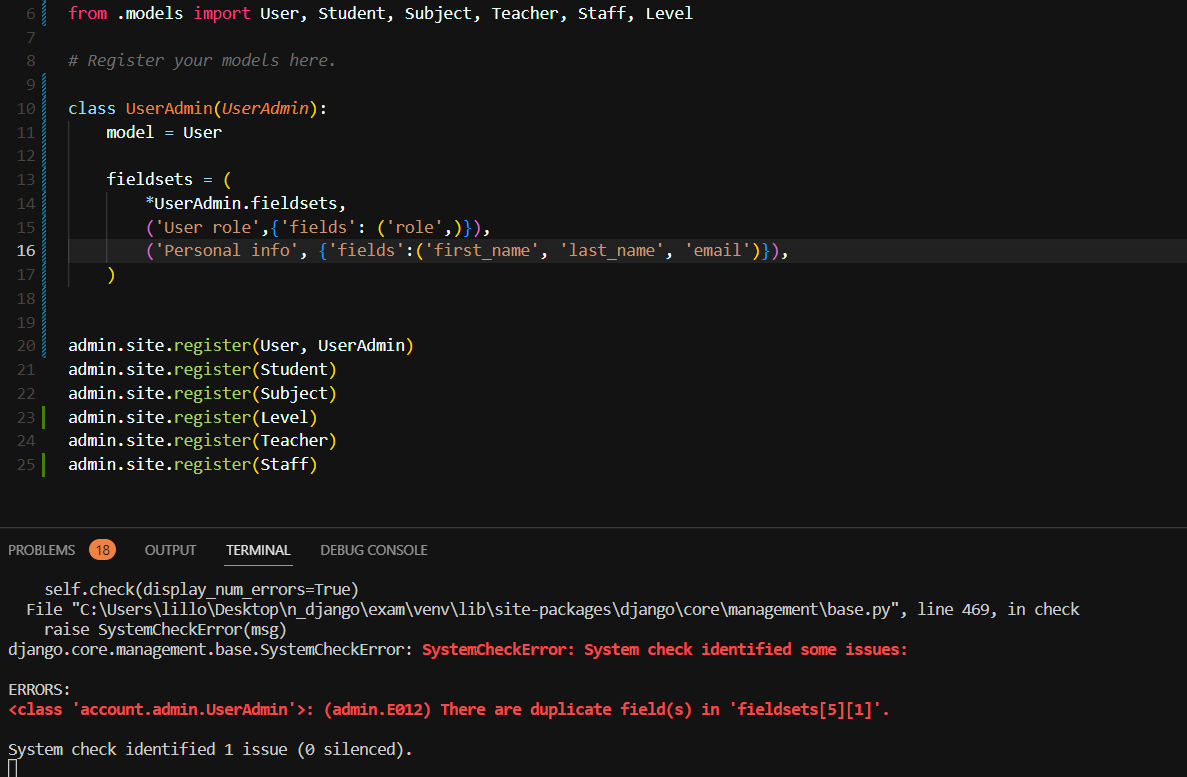 6 from .models import User, Student, Subject, Teacher, Staff, Level
7
8 # Register your models here.
9
10 class UserAdmin(UserAdmin):
11     model = User
12
13     fieldsets = (
14         *UserAdmin.fieldsets,
15         ('User role',{'fields': ('role',)}),
16         ('Personal info', {'fields':('first_name', 'last_name', 'email')}),
17     )
18
19
20 admin.site.register(User, UserAdmin)
21 admin.site.register(Student)
22 admin.site.register(Subject)
23 admin.site.register(Level)
24 admin.site.register(Teacher)
25 admin.site.register(Staff)
PROBLEMS 18 OUTPUT TERMINAL DEBUG CONSOLE
    self.check(display_num_errors=True)
  File "C:\Users\lillo\Desktop\n_django\exam\venv\lib\site-packages\django\core\management\base.py", line 469, in check
    raise SystemCheckError(msg)
django.core.management.base.SystemCheckError: SystemCheckError: System check identified some issues:
ERRORS:
<class 'account.admin.UserAdmin'>: (admin.E012) There are duplicate field(s) in 'fieldsets[5][1]'.
System check identified 1 issue (0 silenced).